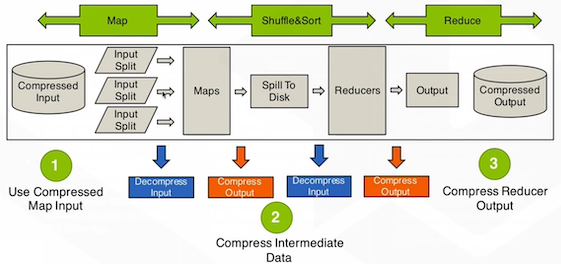 Map
Shuffle&Sort
Reduce
Compressed
Input
Input
Split
Input
Split
Input
Split
Maps
Spill To
Disk
Reducers
Output
Compressed
Output
1
Use Compressed
Map Input
Decompress
Input
Compress
Output
Decompress
Input
Compress
Output
2
Compress Intermediate
Data
3
Compress Reducer
Output